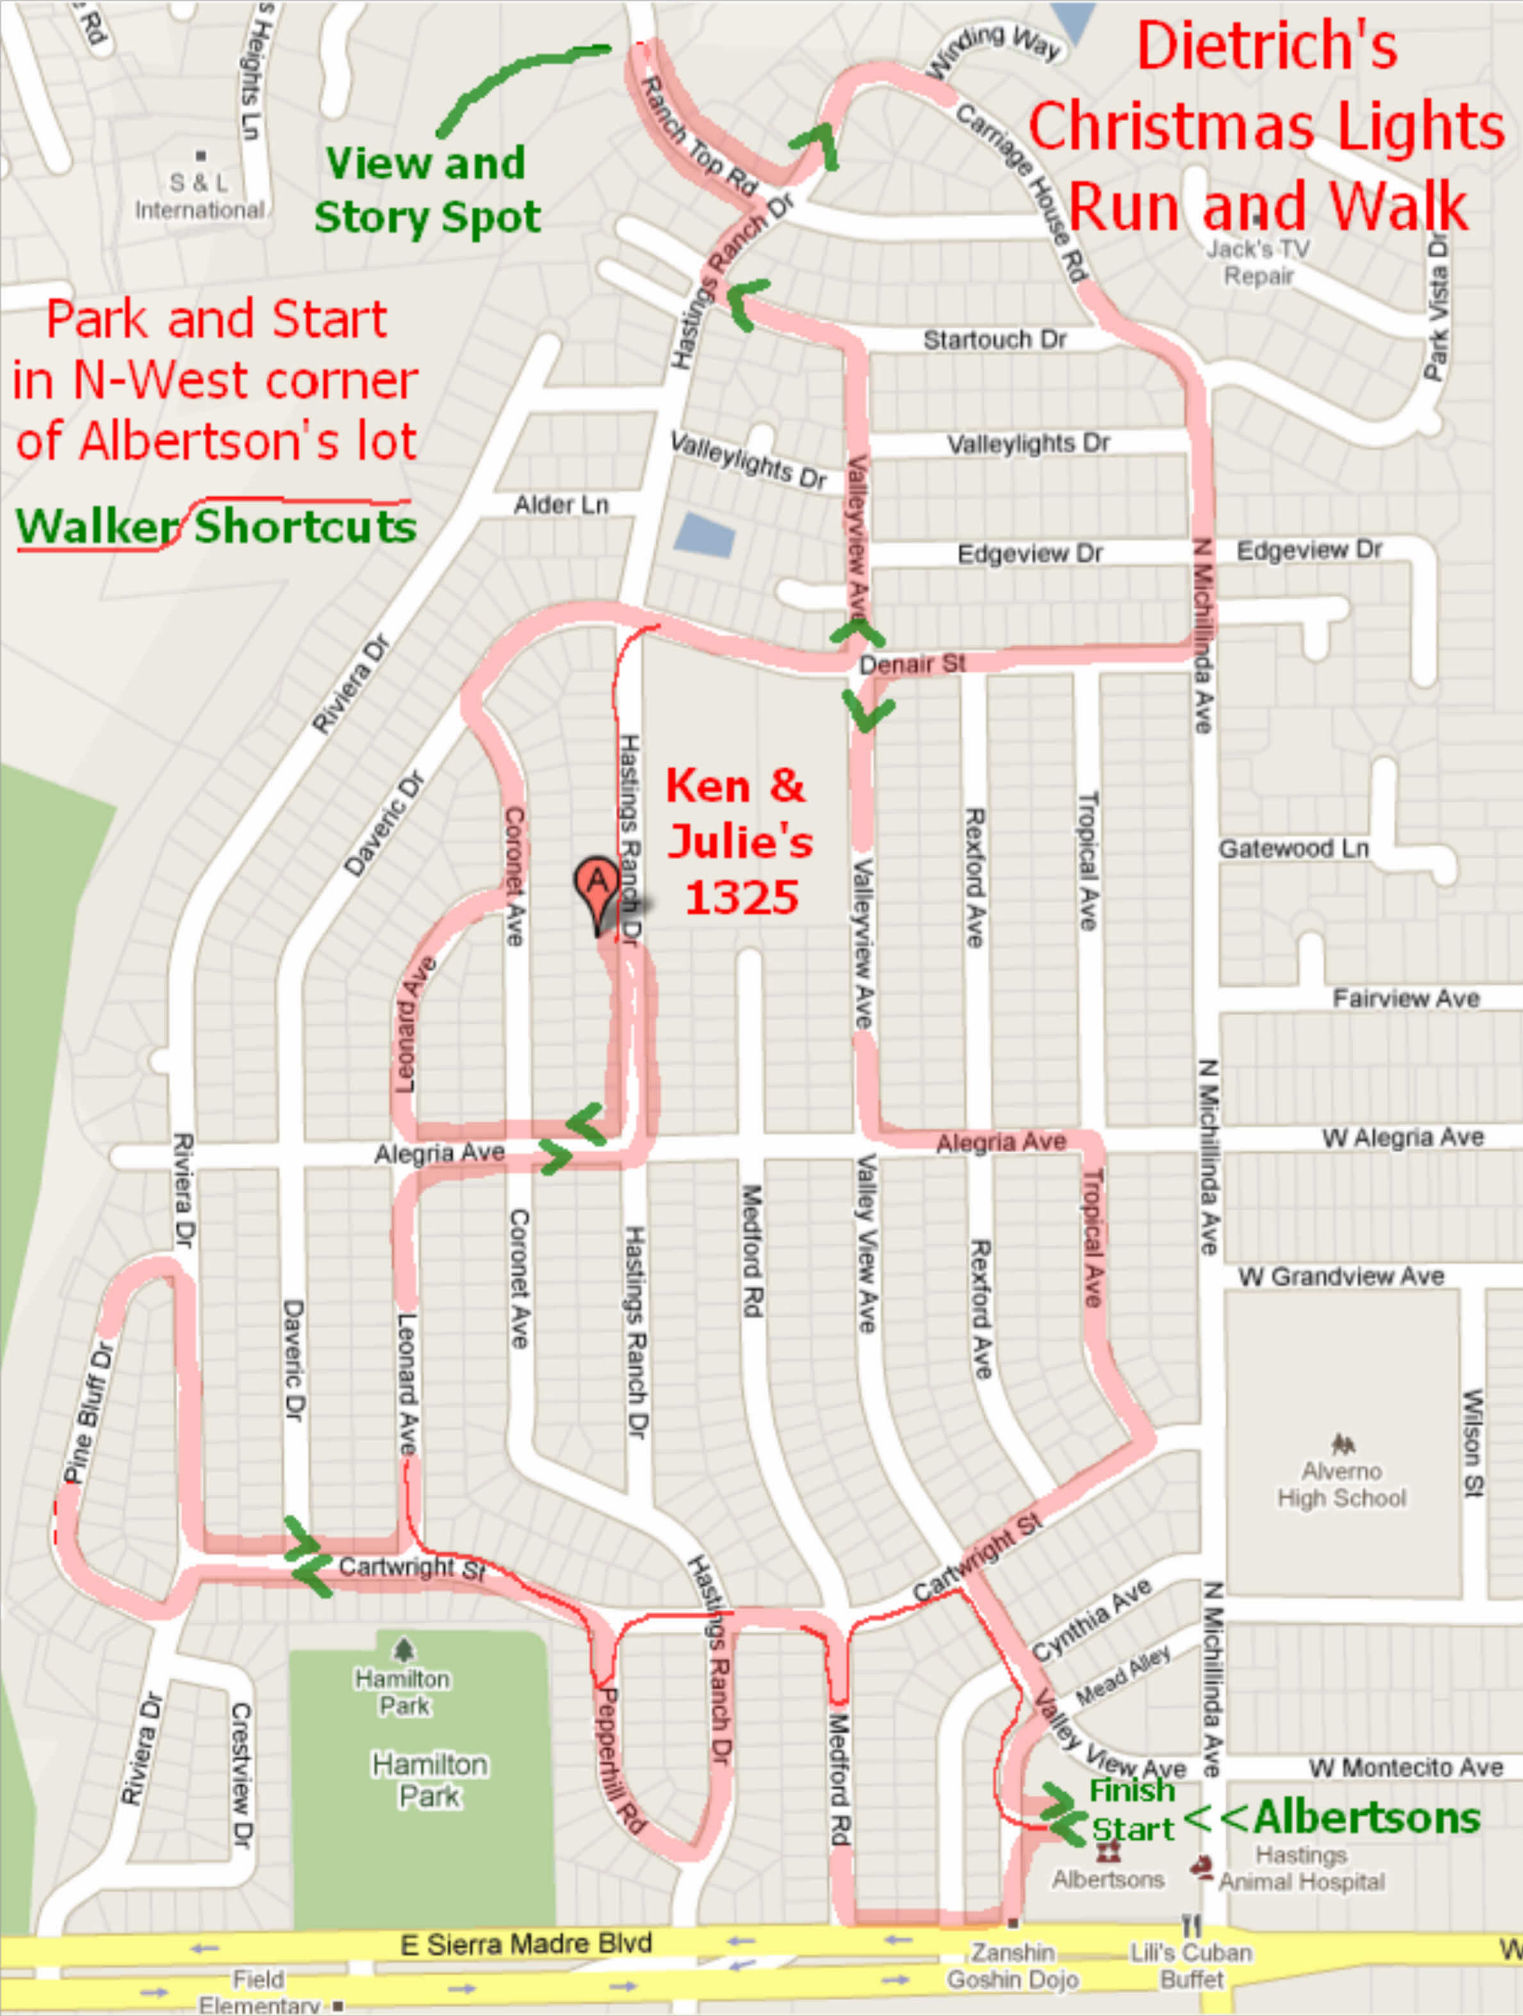 Rd
s Heights Ln
Winding Way
Dietrich's
Christmas Lights
Run and Walk
Ranch Top Rd
Carriage House Rd
View and
Story Spot
S & L
International
Hastings Ranch Dr
Jack's TV
Repair
Park Vista Dr
Park and Start
in N-West corner
of Albertson's lot
Walker Shortcuts
Startouch Dr
Valleylights Dr
Valleylights Dr
Valleyview Ave
Alder Ln
Edgeview Dr
Edgeview Dr
N Michillinda Ave
Riviera Dr
Denair St
Daveric Dr
Coronet Ave
Hastings Ranch Dr
Ken &
Julie's
1325
A
Valleyview Ave
Rexford Ave
Tropical Ave
Gatewood Ln
Leonard Ave
Fairview Ave
N Michillinda Ave
Alegria Ave
Alegria Ave
W Alegria Ave
Riviera Dr
Coronet Ave
Hastings Ranch Dr
Medford Rd
Valley View Ave
Rexford Ave
Tropical Ave
W Grandview Ave
Daveric Dr
Leonard Ave
Pine Bluff Dr
Wilson St
Alverno
High School
Cartwright St
Cartwright St
Hastings Ranch Dr
Cynthia Ave
Mead Alley
N Michillinda Ave
Hamilton
Park
Hamilton
Park
Riviera Dr
Crestview Dr
Pepperhill Rd
Medford Rd
Valley View Ave
W Montecito Ave
Finish
Start <<Albertsons
Albertsons
Hastings
Animal Hospital
E Sierra Madre Blvd
Zanshin
Goshin Dojo
Lili's Cuban
Buffet
W
Field
Elementary